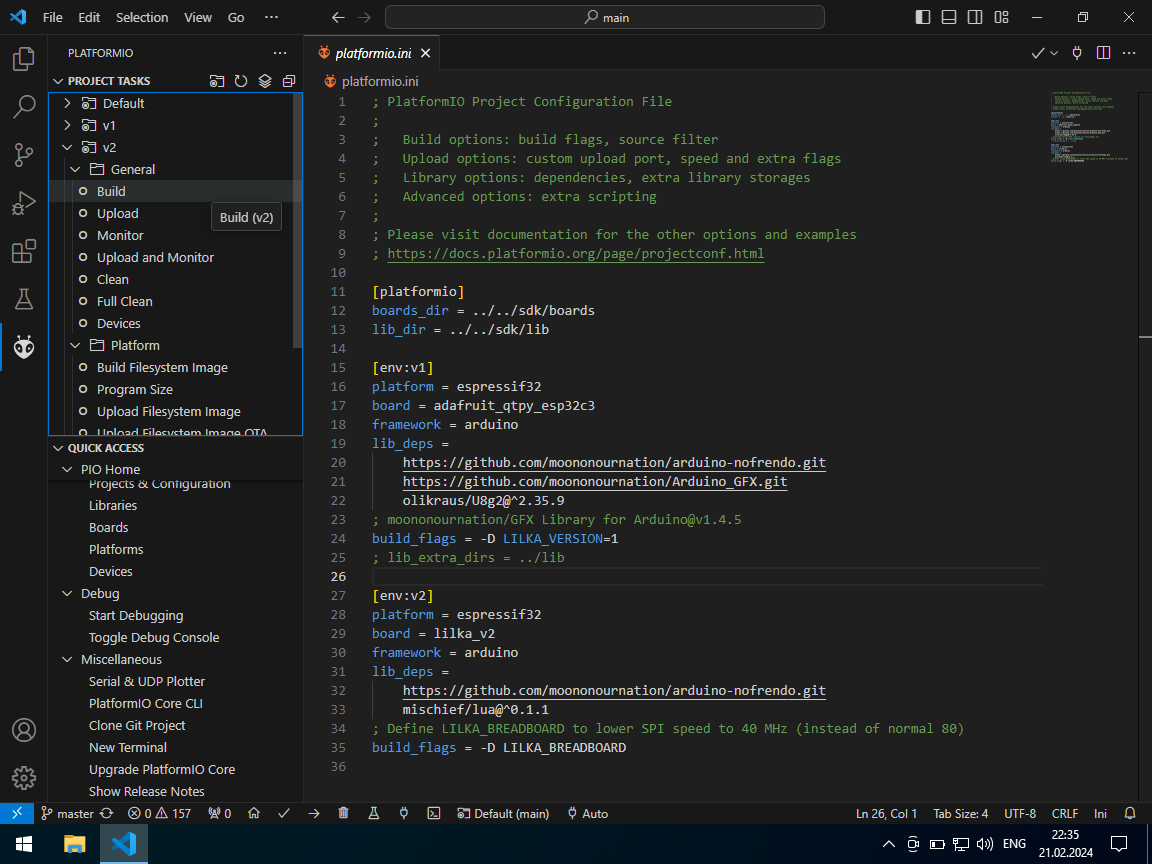 File Edit Selection View Go ··· main
PLATFORMIO ···
PROJECT TASKS
Default
v1
v2
General
Build
Upload
Build (v2)
Monitor
Upload and Monitor
Clean
Full Clean
Devices
Platform
Build Filesystem Image
Program Size
Upload Filesystem Image
Upload Filesystem Image OTA
QUICK ACCESS
PIO Home
Projects & Configuration
Libraries
Boards
Platforms
Devices
Debug
Start Debugging
Toggle Debug Console
Miscellaneous
Serial & UDP Plotter
PlatformIO Core CLI
Clone Git Project
New Terminal
Upgrade PlatformIO Core
Show Release Notes
platformio.ini
platformio.ini
1 ; PlatformIO Project Configuration File
2 ;
3 ;   Build options: build flags, source filter
4 ;   Upload options: custom upload port, speed and extra flags
5 ;   Library options: dependencies, extra library storages
6 ;   Advanced options: extra scripting
7 ;
8 ; Please visit documentation for the other options and examples
9 ; https://docs.platformio.org/page/projectconf.html
10
11 [platformio]
12 boards_dir = ../../sdk/boards
13 lib_dir = ../../sdk/lib
14
15 [env:v1]
16 platform = espressif32
17 board = adafruit_qtpy_esp32c3
18 framework = arduino
19 lib_deps =
20     https://github.com/moononournation/arduino-nofrendo.git
21     https://github.com/moononournation/Arduino_GFX.git
22     olikraus/U8g2@^2.35.9
23 ; moononournation/GFX Library for Arduino@v1.4.5
24 build_flags = -D LILKA_VERSION=1
25 ; lib_extra_dirs = ../lib
26
27 [env:v2]
28 platform = espressif32
29 board = lilka_v2
30 framework = arduino
31 lib_deps =
32     https://github.com/moononournation/arduino-nofrendo.git
33     mischief/lua@^0.1.1
34 ; Define LILKA_BREADBOARD to lower SPI speed to 40 MHz (instead of normal 80)
35 build_flags = -D LILKA_BREADBOARD
36
master 0 157 0 Default (main) Auto Ln 26, Col 1 Tab Size: 4 UTF-8 CRLF Ini
ENG 22:35
21.02.2024